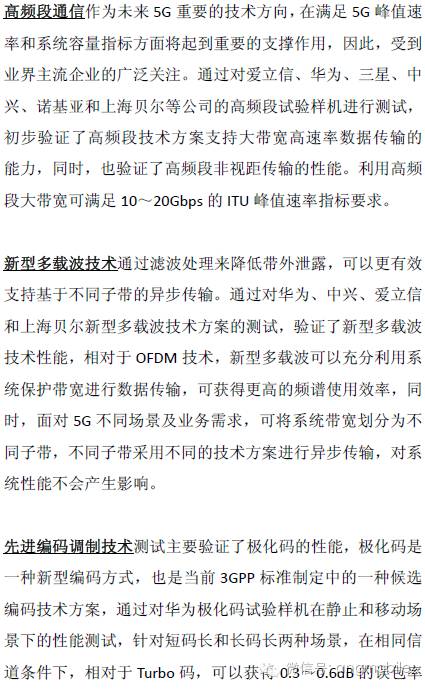 高频段通信作为未来 5G 重要的技术方向，在满足 5G 峰值速
率和系统容量指标方面将起到重要的支撑作用，因此，受到
业界主流企业的广泛关注。通过对爱立信、华为、三星、中
兴、诺基亚和上海贝尔等公司的高频段试验样机进行测试，
初步验证了高频段技术方案支持大带宽高速率数据传输的
能力，同时，也验证了高频段非视距传输的性能。利用高频
段大带宽可满足 10～20Gbps 的 ITU 峰值速率指标要求。
新型多载波技术通过滤波处理来降低带外泄露，可以更有效
支持基于不同子带的异步传输。通过对华为、中兴、爱立信
和上海贝尔新型多载波技术方案的测试，验证了新型多载波
技术性能，相对于 OFDM 技术，新型多载波可以充分利用系
统保护带宽进行数据传输，可获得更高的频谱使用效率，同
时，面对 5G 不同场景及业务需求，可将系统带宽划分为不
同子带，不同子带采用不同的技术方案进行异步传输，对系
统性能不会产生影响。
先进编码调制技术测试主要验证了极化码的性能，极化码是
一种新型编码方式，也是当前 3GPP 标准制定中的一种候选
编码技术方案，通过对华为极化码试验样机在静止和移动场
景下的性能测试，针对短码长和长码长两种场景，在相同信
道条件下，相对于 Turbo 码，可以获得 0.3～0.6dB 的误包率
微信号: